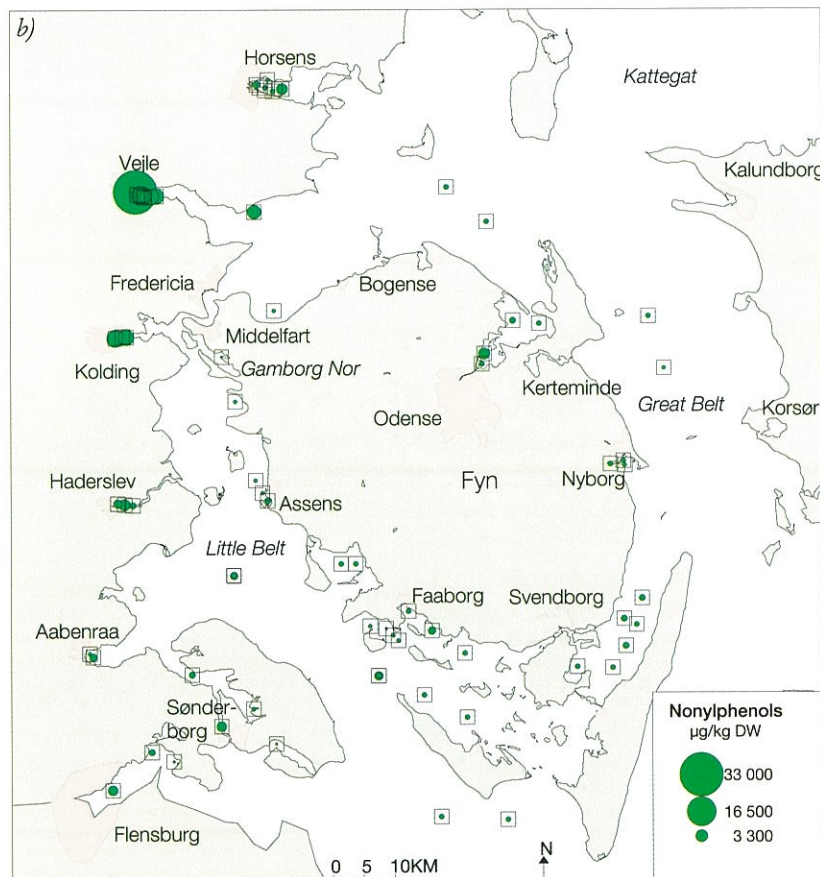 b)
Horsens
Kattegat
Vejle
Kalundborg
Fredericia
Bogense
Middelfart
Gamborg Nor
Kolding
Kerteminde
Great Belt
Korsør
Odense
Haderslev
Fyn
Nyborg
Assens
Little Belt
Faaborg
Svendborg
Aabenraa
Sønder-
borg
Flensburg
Nonylphenols
µg/kg DW
33 000
16 500
3 300
0 5 10KM
N